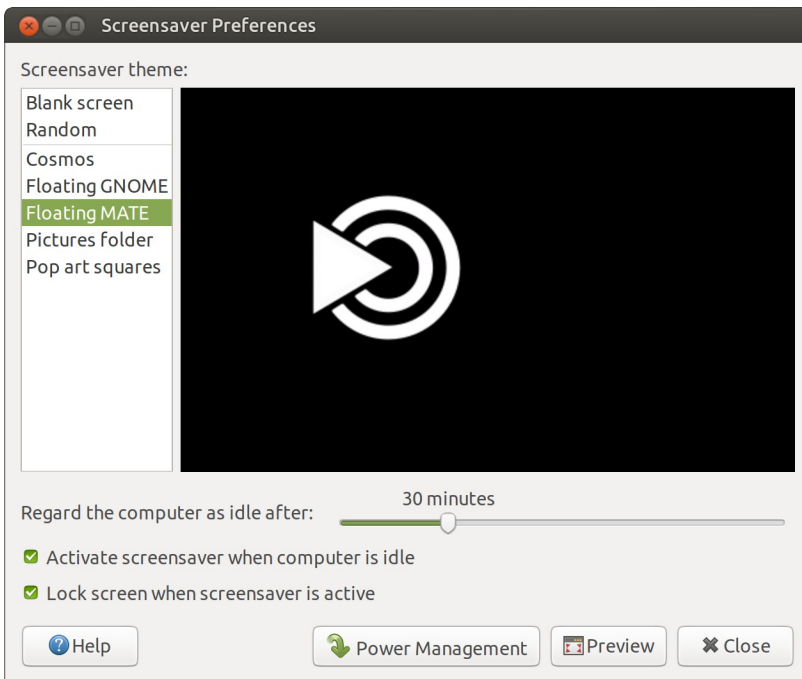 Screensaver Preferences
Screensaver theme:
Blank screen
Random
Cosmos
Floating GNOME
Floating MATE
Pictures folder
Pop art squares
30 minutes
Regard the computer as idle after:
Activate screensaver when computer is idle
Lock screen when screensaver is active
Help Power Management Preview Close